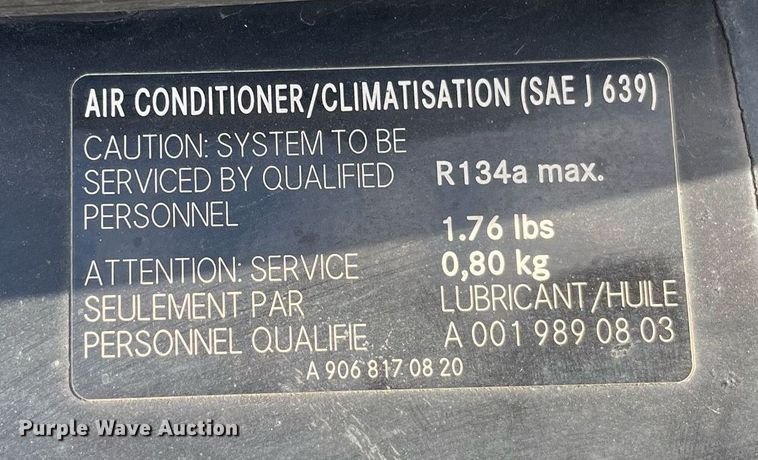 AIR CONDITIONER/CLIMATISATION (SAE J 639)
CAUTION: SYSTEM TO BE
SERVICED BY QUALIFIED
PERSONNEL
R134a max.
1.76 lbs
0,80 kg
ATTENTION: SERVICE
SEULEMENT PAR
PERSONNEL QUALIFIE
LUBRICANT/HUILE
A 001 989 08 03
A 906 817 08 20
Purple Wave Auction